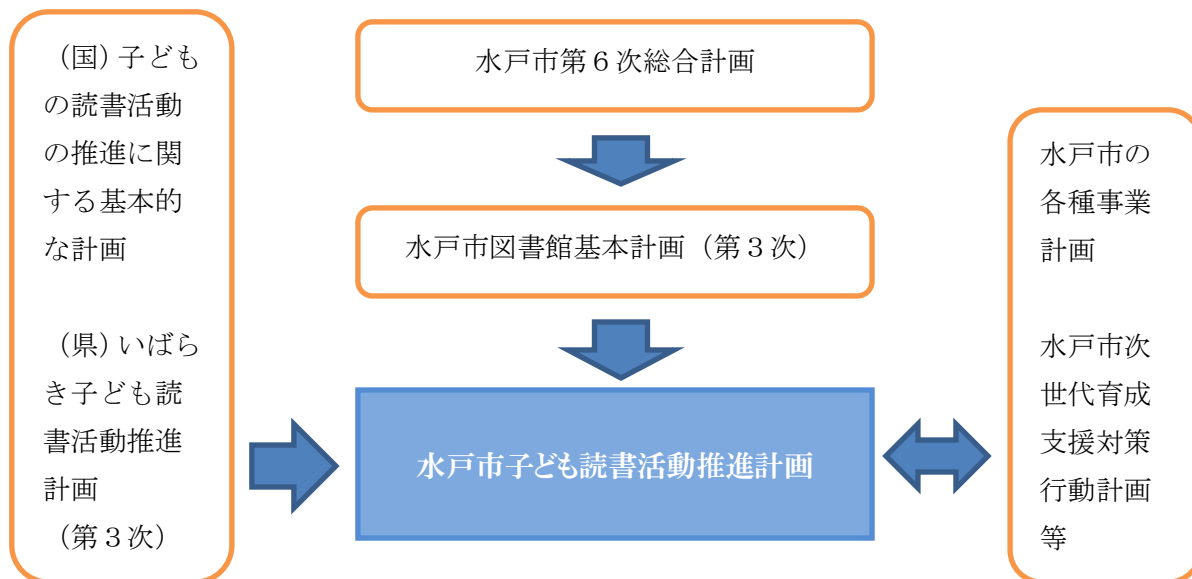 （国）子ども
の読書活動
の推進に関
する基本的
な計画
（県）いばら
き子ども読
書活動推進
計画
（第３次）
水戸市第６次総合計画
水戸市図書館基本計画（第３次）
水戸市子ども読書活動推進計画
水戸市の
各種事業
計画
水戸市次
世代育成
支援対策
行動計画
等